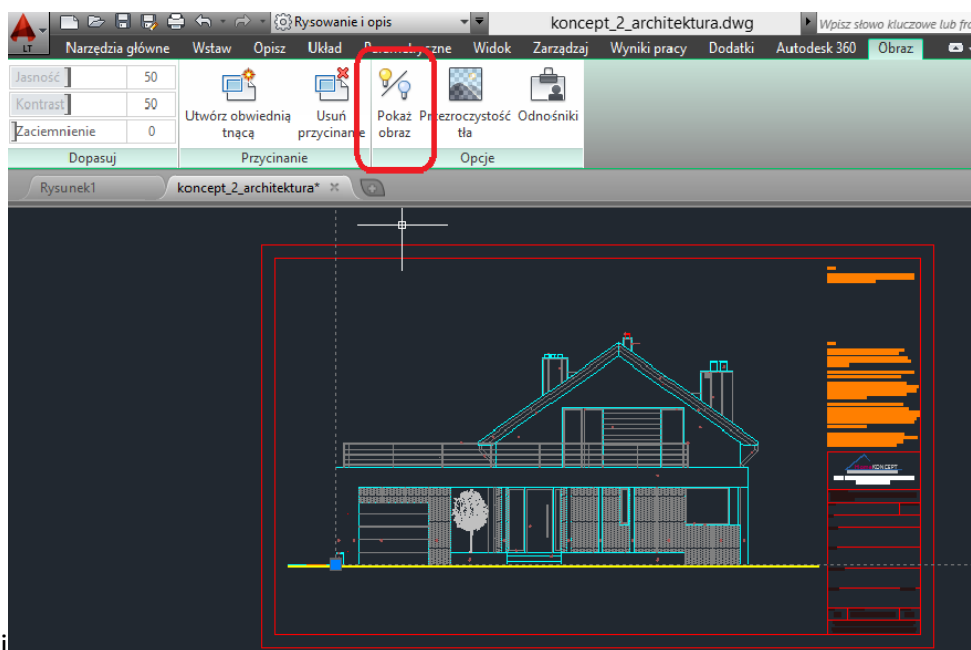 Rysowanie i opis
koncept_2_architektura.dwg
Wpisz słowo kluczowe lub
LT
Narzędzia główne Wstaw Opisz Układ Parametryczne Widok Zarządzaj Wyniki pracy Dodatki Autodesk 360 Obraz
Jasność 50
Kontrast 50
Zaciemnienie 0
Utwórz obwiednią tnącą
Usuń przycinanie
Pokaż obraz
Przezroczystość tła
Odnośniki
Dopasuj Przycinanie Opcje
Rysunek1 koncept_2_architektura*
KONCEPT
i